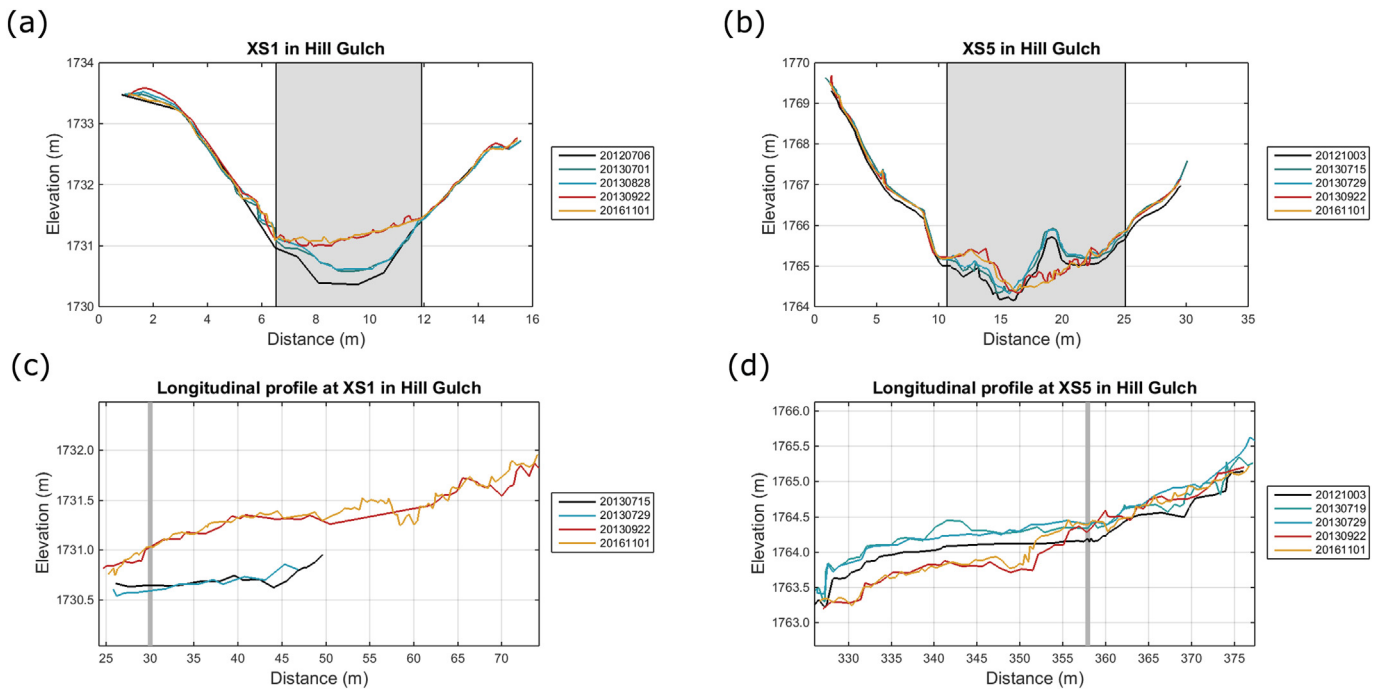 (a)
XS1 in Hill Gulch
1734
1733
1732
1731
1730
Elevation (m)
0 2 4 6 8 10 12 14 16
Distance (m)
20120706
20130701
20130828
20130922
20161101
(b)
XS5 in Hill Gulch
1770
1769
1768
1767
1766
1765
1764
Elevation (m)
0 5 10 15 20 25 30 35
Distance (m)
20121003
20130715
20130729
20130922
20161101
(c)
Longitudinal profile at XS1 in Hill Gulch
1732.0
1731.5
1731.0
1730.5
Elevation (m)
25 30 35 40 45 50 55 60 65 70
Distance (m)
20130715
20130729
20130922
20161101
(d)
Longitudinal profile at XS5 in Hill Gulch
1766.0
1765.5
1765.0
1764.5
1764.0
1763.5
1763.0
Elevation (m)
330 335 340 345 350 355 360 365 370 375
Distance (m)
20121003
20130719
20130729
20130922
20161101